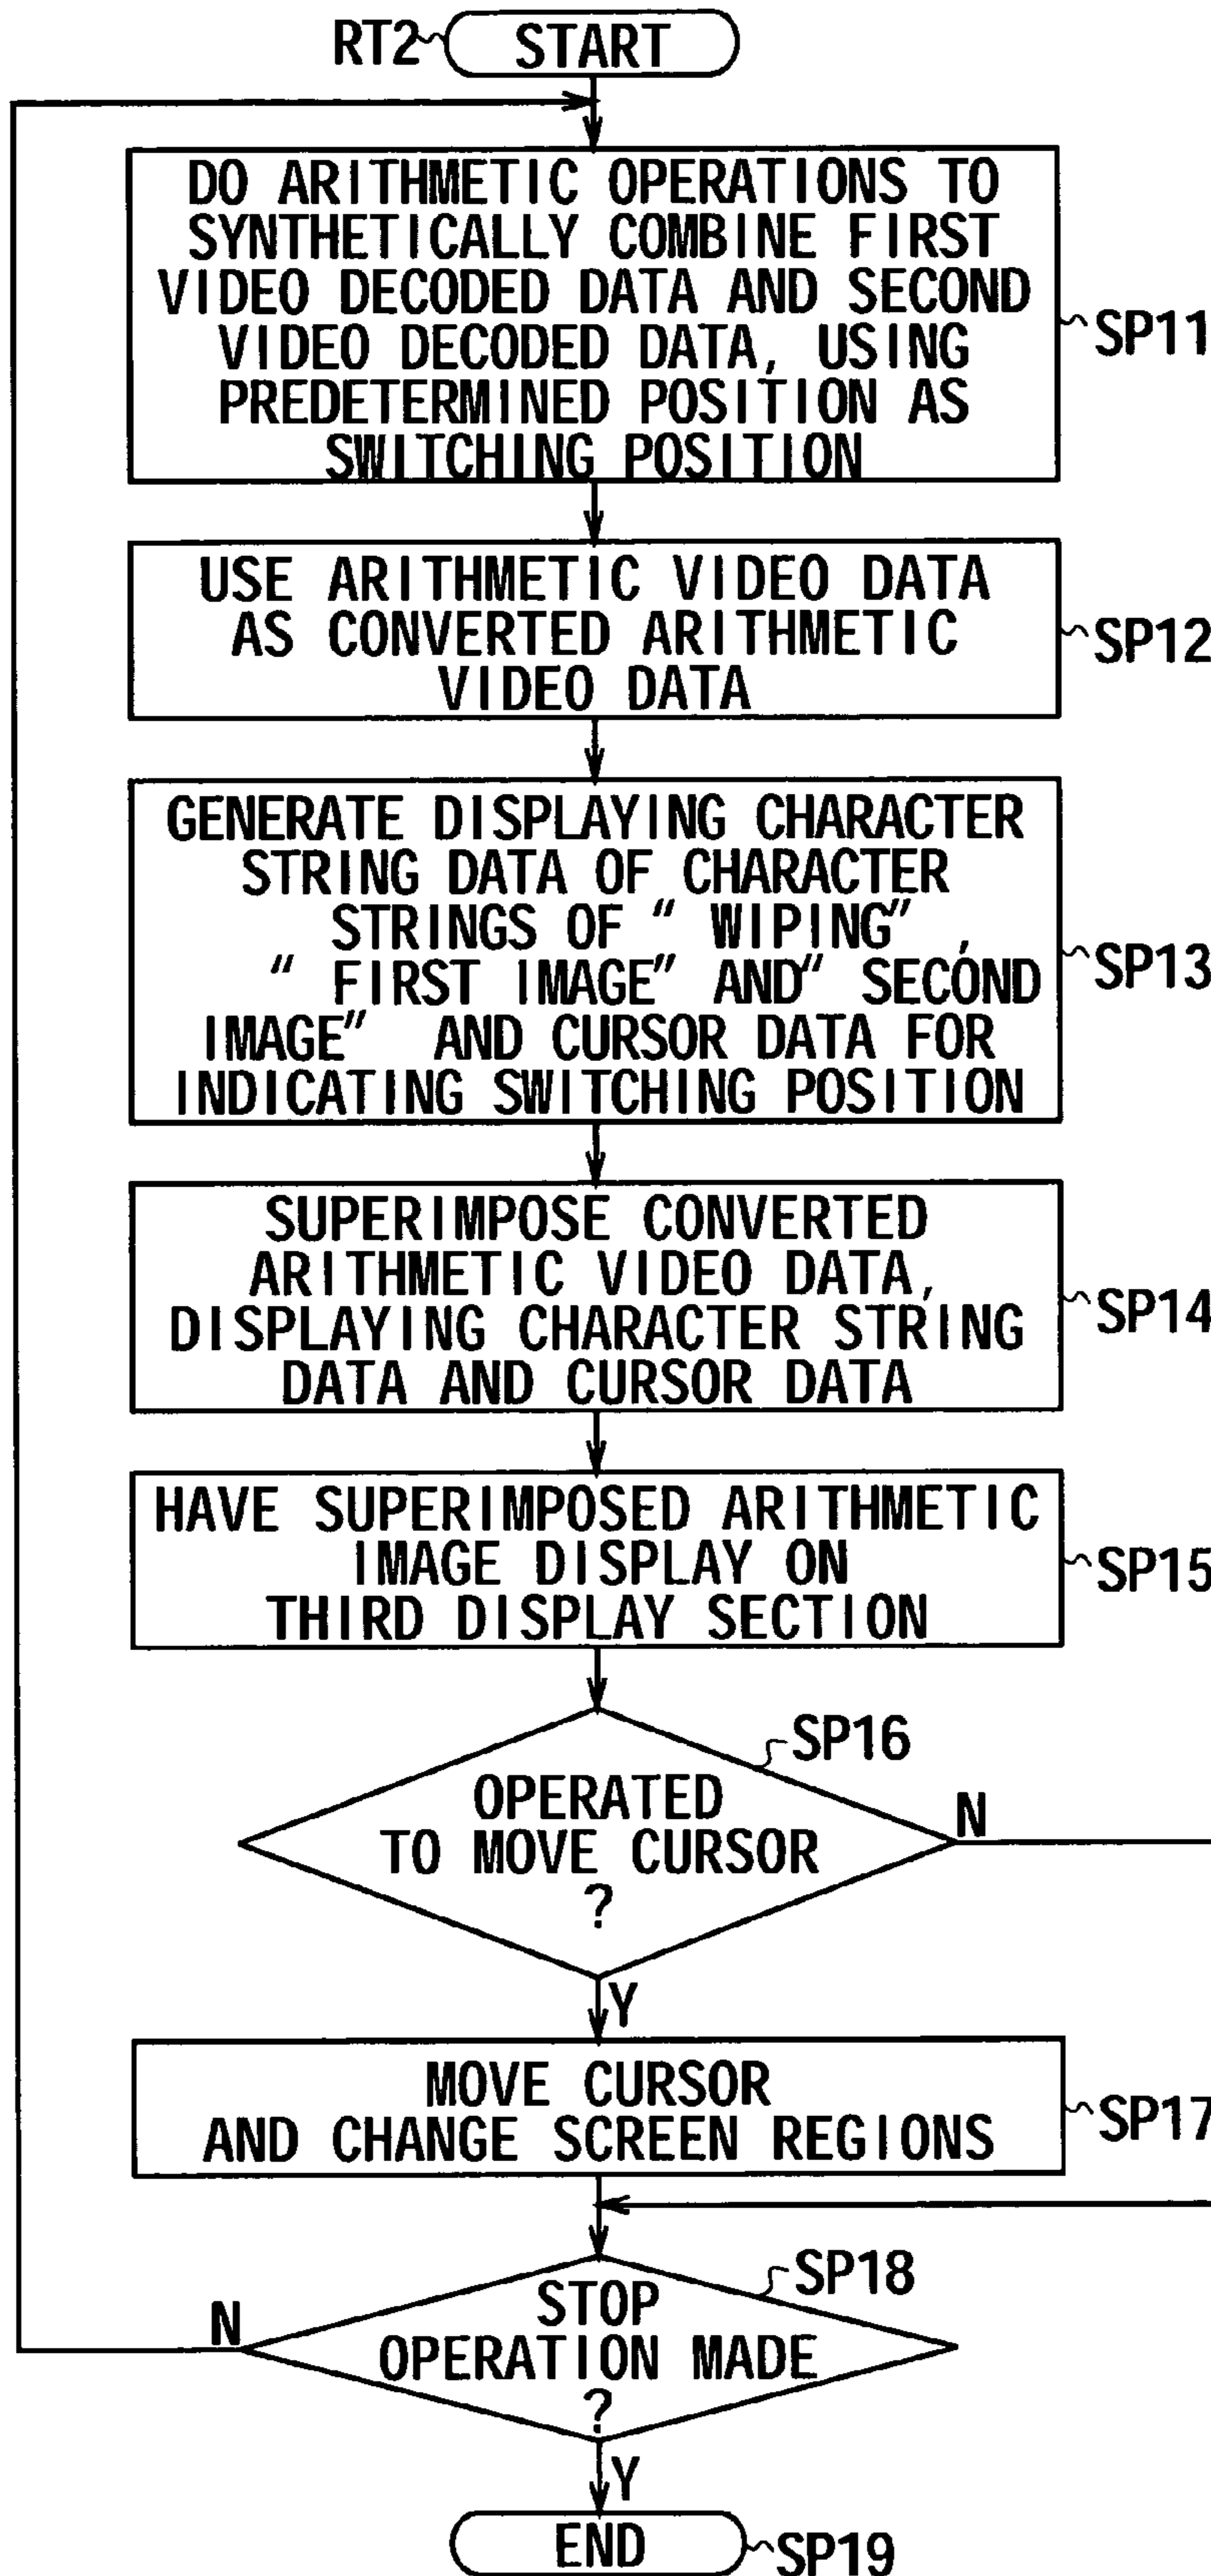 RT2 START
DO ARITHMETIC OPERATIONS TO
SYNTHETICALLY COMBINE FIRST
VIDEO DECODED DATA AND SECOND
VIDEO DECODED DATA, USING
PREDETERMINED POSITION AS
SWITCHING POSITION
SP11
USE ARITHMETIC VIDEO DATA
AS CONVERTED ARITHMETIC
VIDEO DATA
SP12
GENERATE DISPLAYING CHARACTER
STRING DATA OF CHARACTER
STRINGS OF “ WIPING”,
“ FIRST IMAGE” AND“ SECOND
IMAGE” AND CURSOR DATA FOR
INDICATING SWITCHING POSITION
SP13
SUPERIMPOSE CONVERTED
ARITHMETIC VIDEO DATA,
DISPLAYING CHARACTER STRING
DATA AND CURSOR DATA
SP14
HAVE SUPERIMPOSED ARITHMETIC
IMAGE DISPLAY ON
THIRD DISPLAY SECTION
SP15
SP16
OPERATED
TO MOVE CURSOR
?
N
Y
MOVE CURSOR
AND CHANGE SCREEN REGIONS
SP17
SP18
STOP
OPERATION MADE
?
N
Y
END SP19